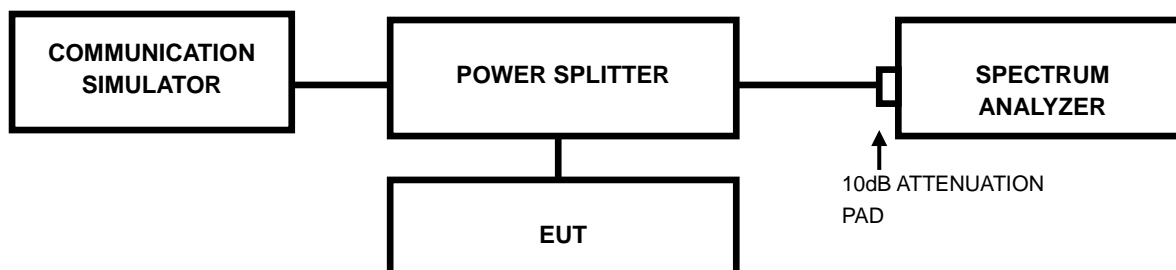 COMMUNICATION
SIMULATOR
POWER SPLITTER
SPECTRUM
ANALYZER
10dB ATTENUATION
PAD
EUT